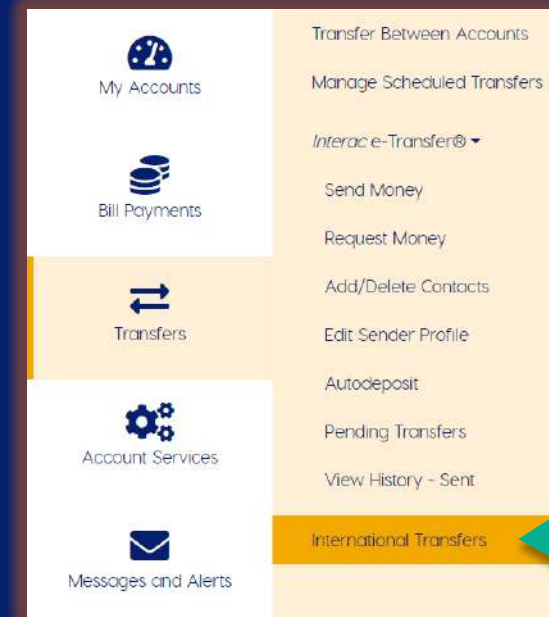 My Accounts
Bill Payments
Transfers
Account Services
Messages and Alerts
Transfer Between Accounts
Manage Scheduled Transfers
Interac e-Transfer®
Send Money
Request Money
Add/Delete Contacts
Edit Sender Profile
Autodeposit
Pending Transfers
View History - Sent
International Transfers